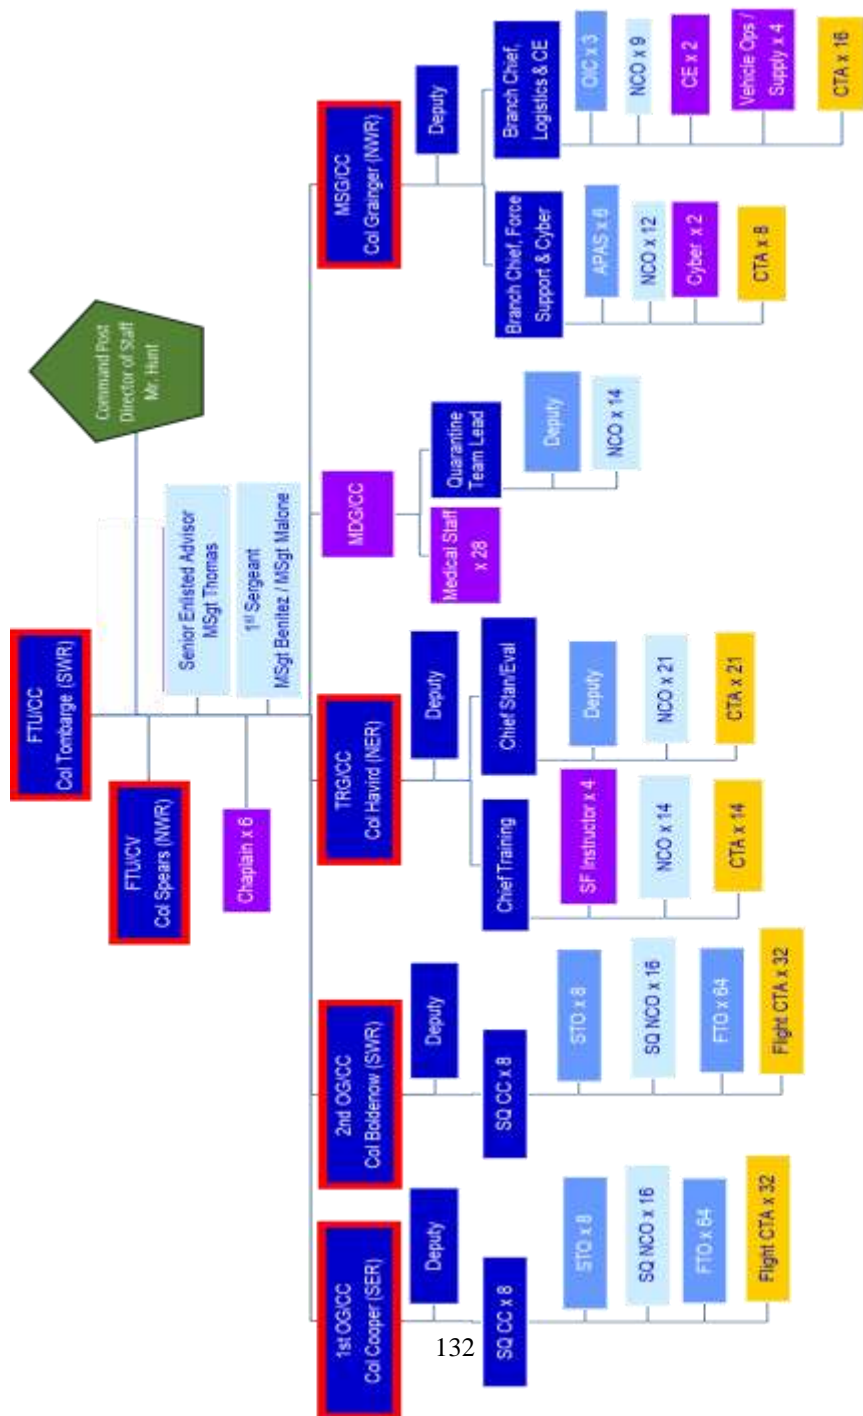 FTU/CC
Col Tombarge (SWR)
FTU/CV
Col Spears (NWR)
Command Post
Director of Staff
Mr. Hunt
Senior Enlisted Advisor
MSgt Thomas
Chaplain x 6
1st Sergeant
MSgt Benitez / MSgt Malone
1st OG/CC
Col Cooper (SER)
Deputy
SQ CC x 8
STO x 8
SQ NCO x 16
FTO x 64
Flight CTA x 32
2nd OG/CC
Col Boldenow (SWR)
Deputy
SQ CC x 8
STO x 8
SQ NCO x 16
FTO x 64
Flight CTA x 32
TRG/CC
Col Havird (NER)
Deputy
Chief Training
SF Instructor x 4
NCO x 14
CTA x 14
Chief Stan/Eval
Deputy
NCO x 21
CTA x 21
MDG/CC
Medical Staff
x 28
Quarantine
Team Lead
Deputy
NCO x 14
MSG/CC
Col Grainger (NWR)
Deputy
Branch Chief, Force
Support & Cyber
APAS x 6
NCO x 12
Cyber x 2
CTA x 8
Branch Chief,
Logistics & CE
OIC x 3
NCO x 9
CE x 2
Vehicle Ops /
Supply x 4
CTA x 16
132